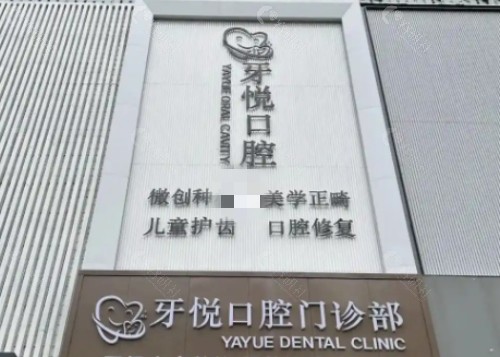 牙悦口腔
YAYUE ORAL CAVITY
微创种 美学正畸
儿童护齿 口腔修复
牙悦口腔门诊部
YAYUE DENTAL CLINIC